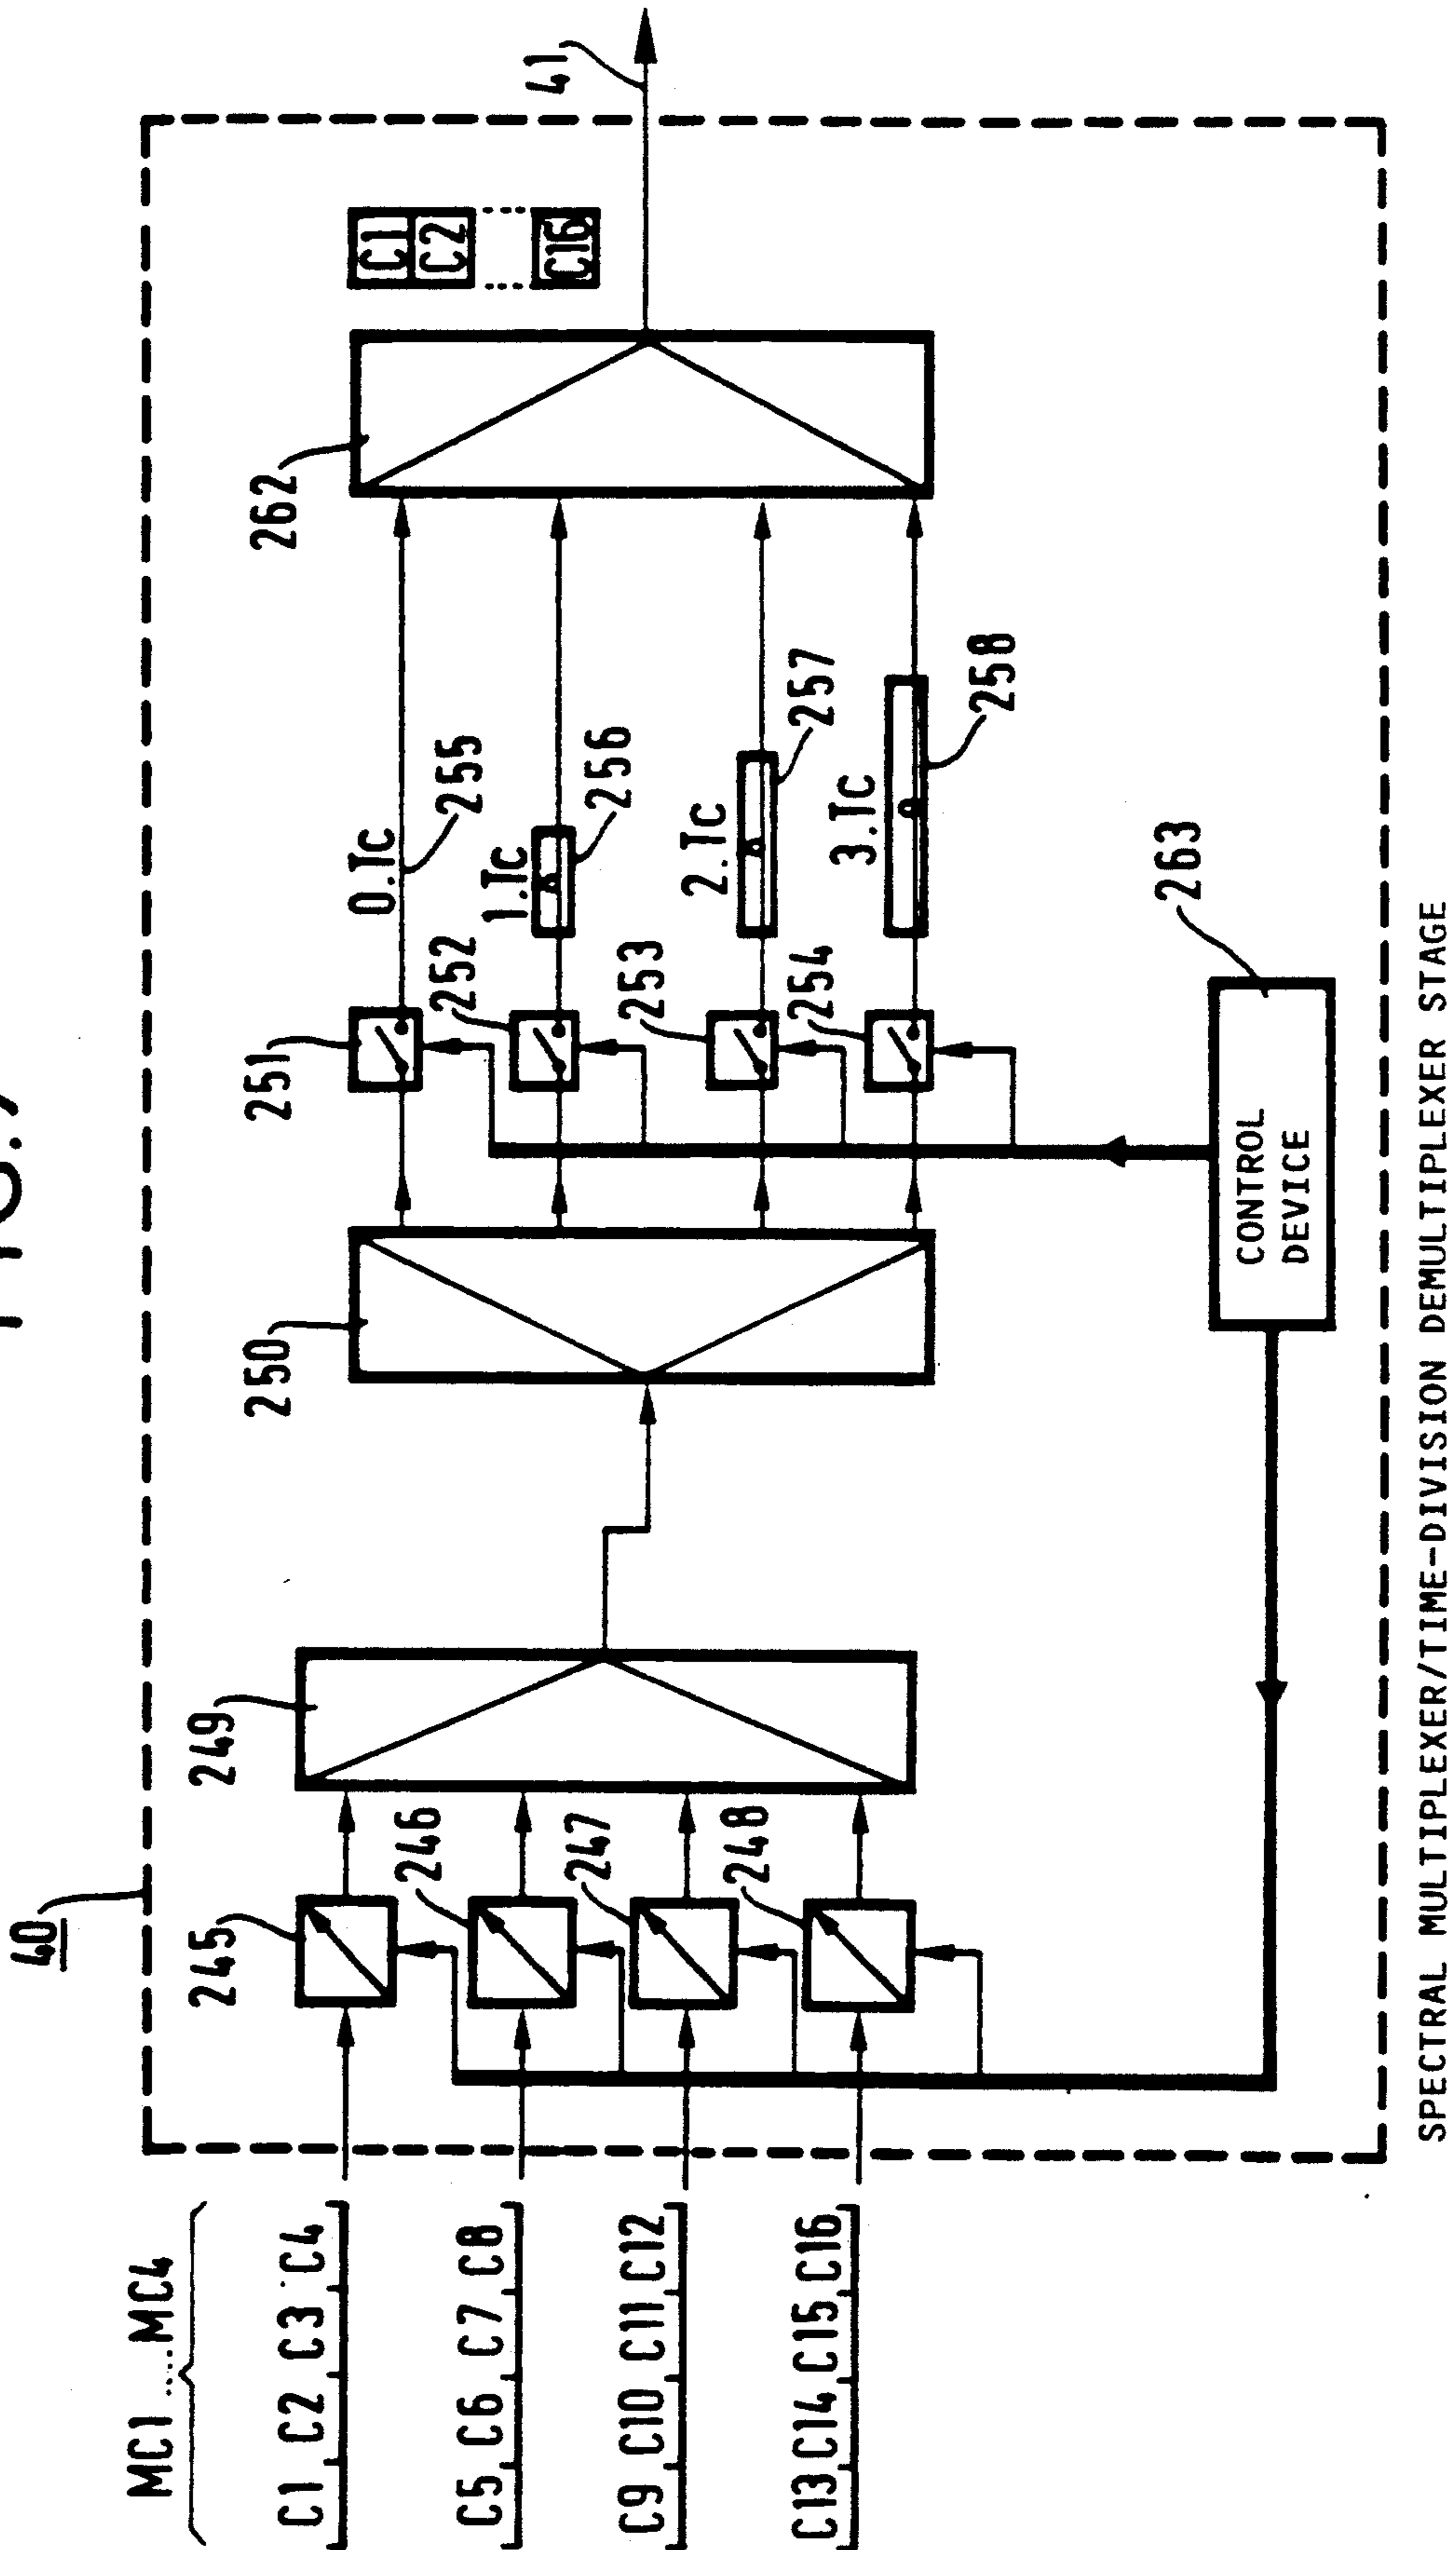 40
41
MC1.....MC4
C1 C2 C3 C4
C5 C6 C7 C8
C9 C10 C11 C12
C13 C14 C15 C16
245
246
247
248
249
250
251
252
253
254
0.Tc
255
1.Tc
256
2.Tc
257
3.Tc
258
262
C1
C2
C16
263
CONTROL
DEVICE
SPECTRAL MULTIPLEXER/TIME-DIVISION DEMULTIPLEXER STAGE